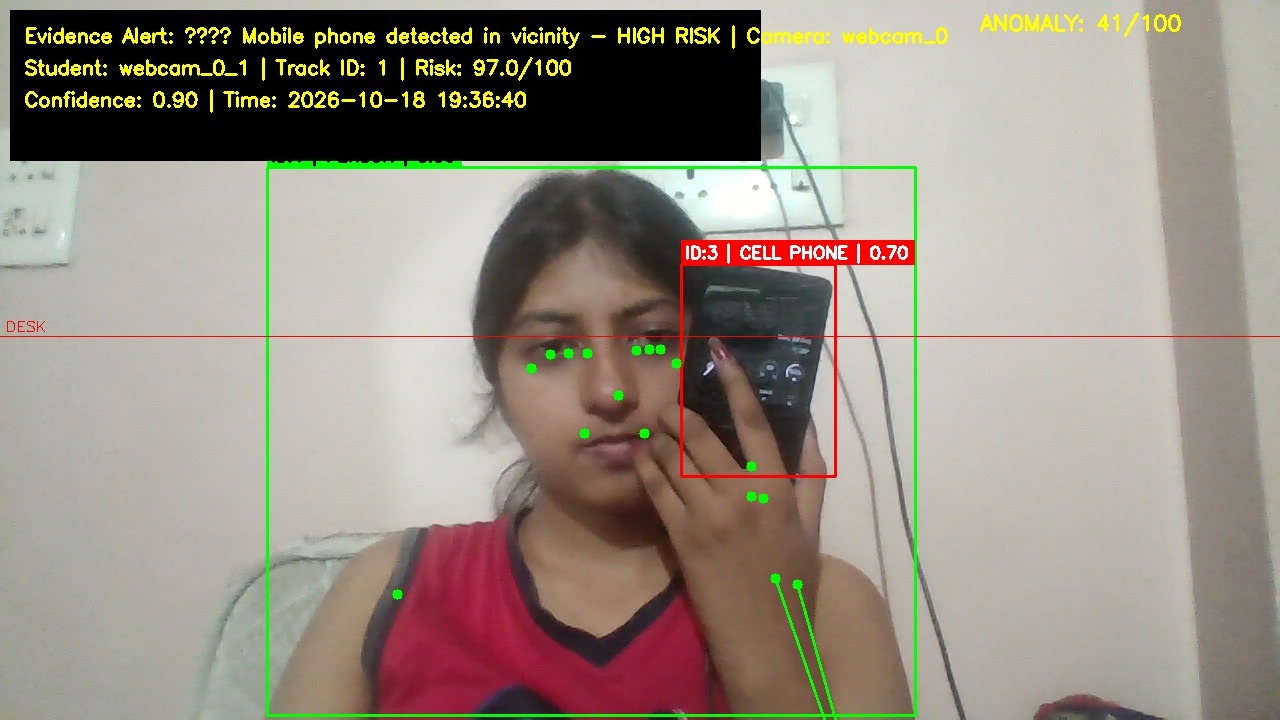 Evidence Alert: ???? Mobile phone detected in vicinity - HIGH RISK | Camera: webcam_0
ANOMALY: 41/100
Student: webcam_0_1 | Track ID: 1 | Risk: 97.0/100
Confidence: 0.90 | Time: 2026-10-18 19:36:40
ID:3 | CELL PHONE | 0.70
DESK